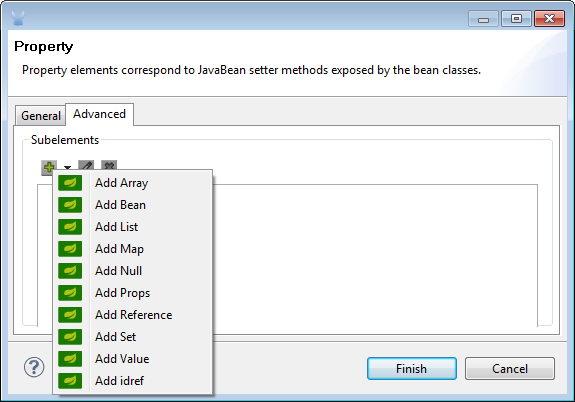 Property
Property elements correspond to JavaBean setter methods exposed by the bean classes.
General Advanced
Subelements
Add Array
Add Bean
Add List
Add Map
Add Null
Add Props
Add Reference
Add Set
Add Value
Add idref
? Finish Cancel